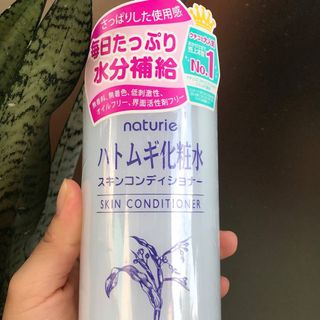 さっぱりした使用感
毎日たっぷり
水分補給
無香料、無着色、低刺激性、
オイルフリー、界面活性剤フリー
No.1
naturie
ハトムギ化粧水
スキンコンディショナー
SKIN CONDITIONER